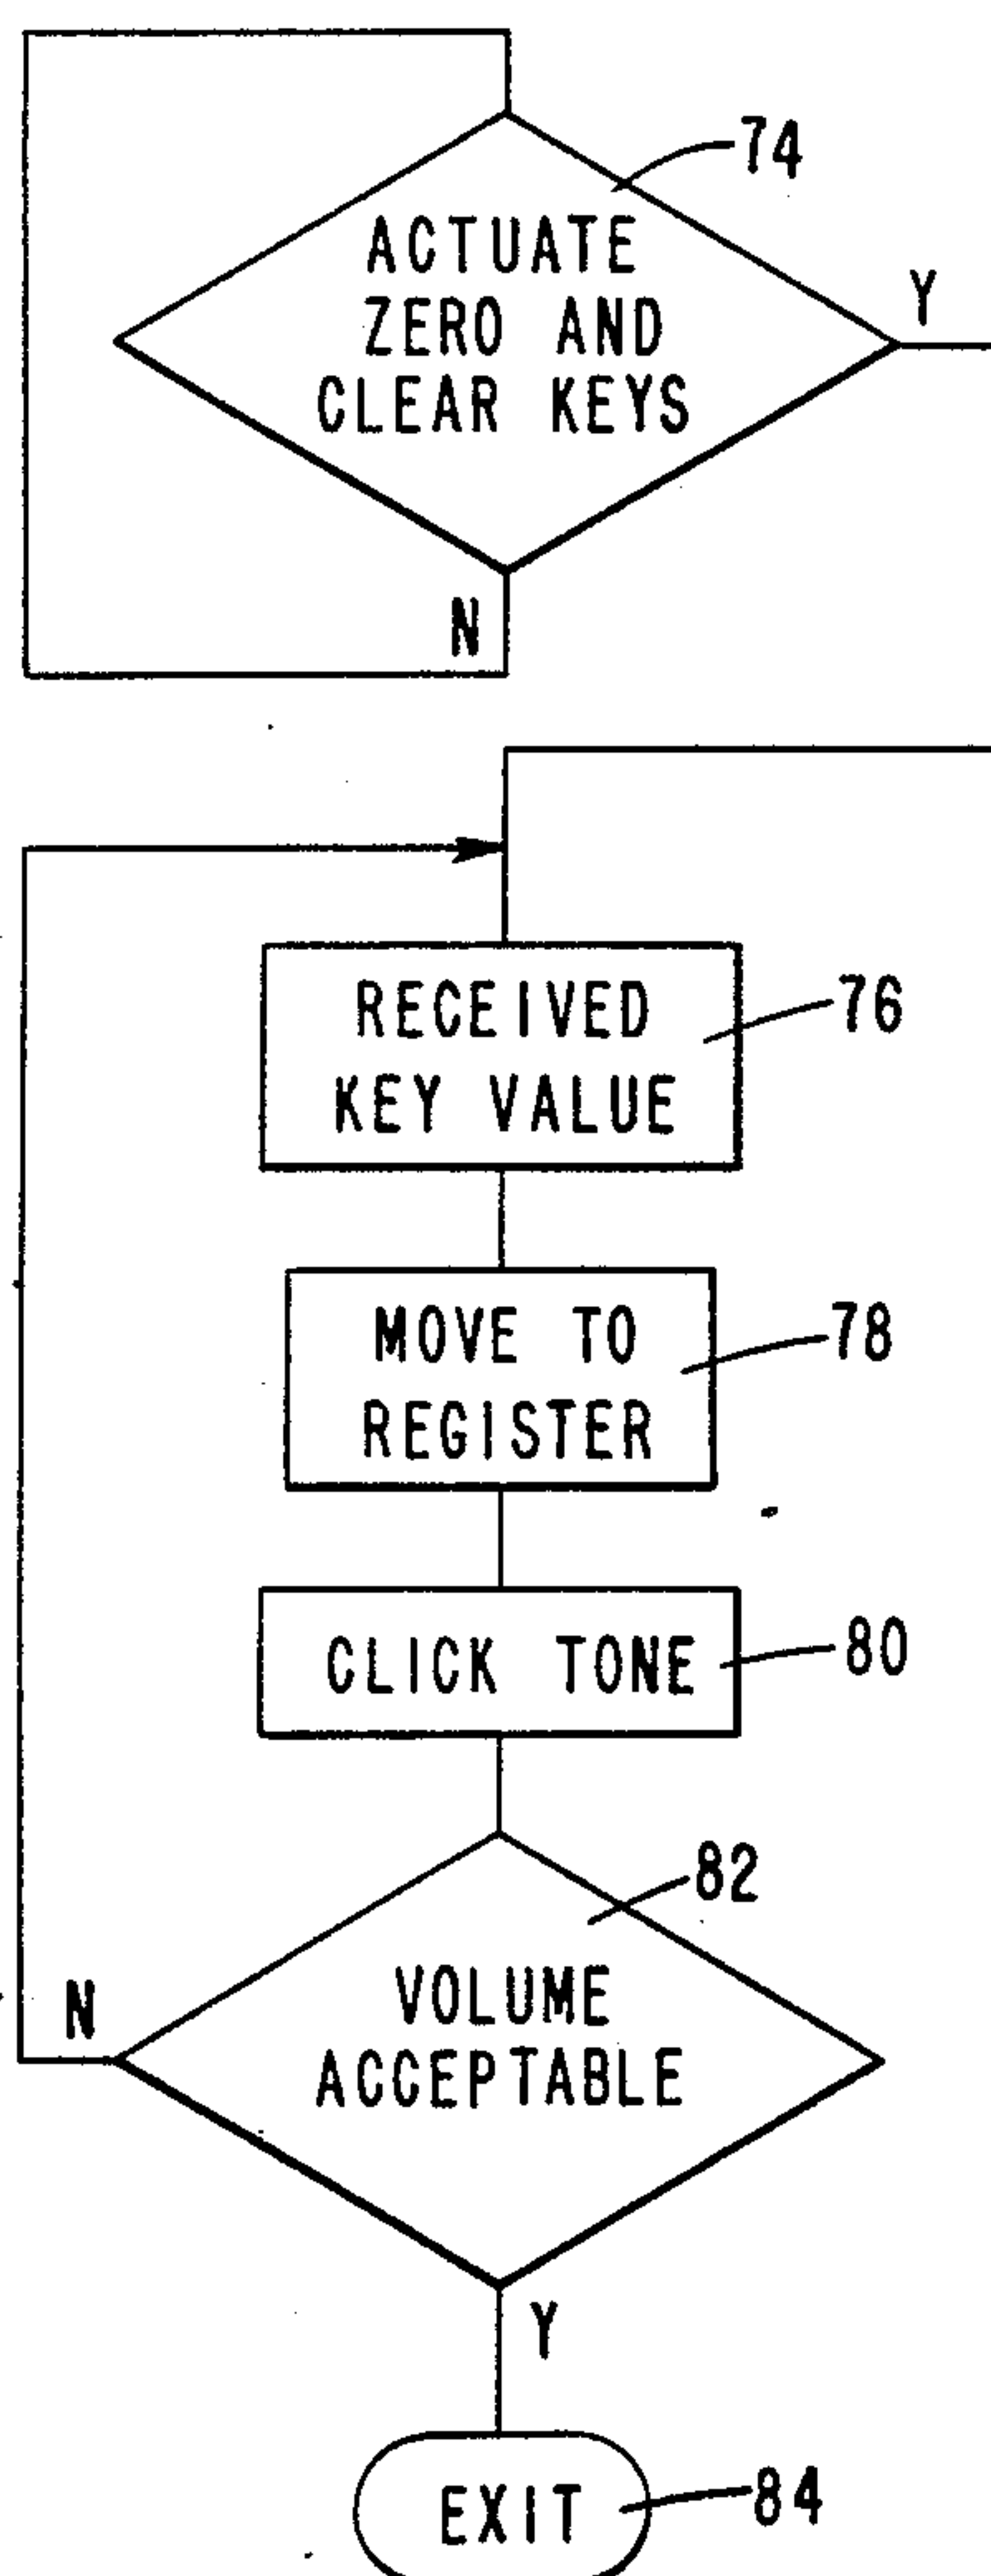 74
ACTUATE
ZERO AND
CLEAR KEYS
Y
N
RECEIVED
KEY VALUE
76
MOVE TO
REGISTER
78
CLICK TONE
80
82
VOLUME
ACCEPTABLE
N
Y
EXIT
84